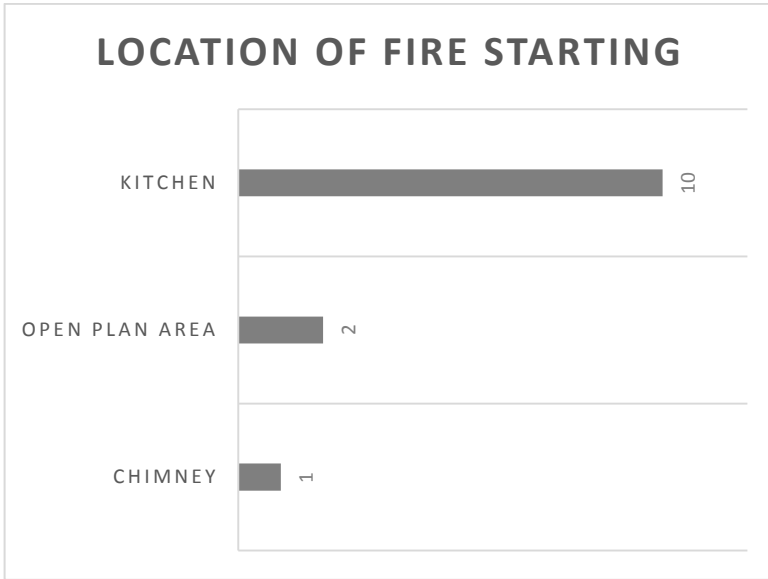 LOCATION OF FIRE STARTING
KITCHEN
10
OPEN PLAN AREA
2
CHIMNEY
1